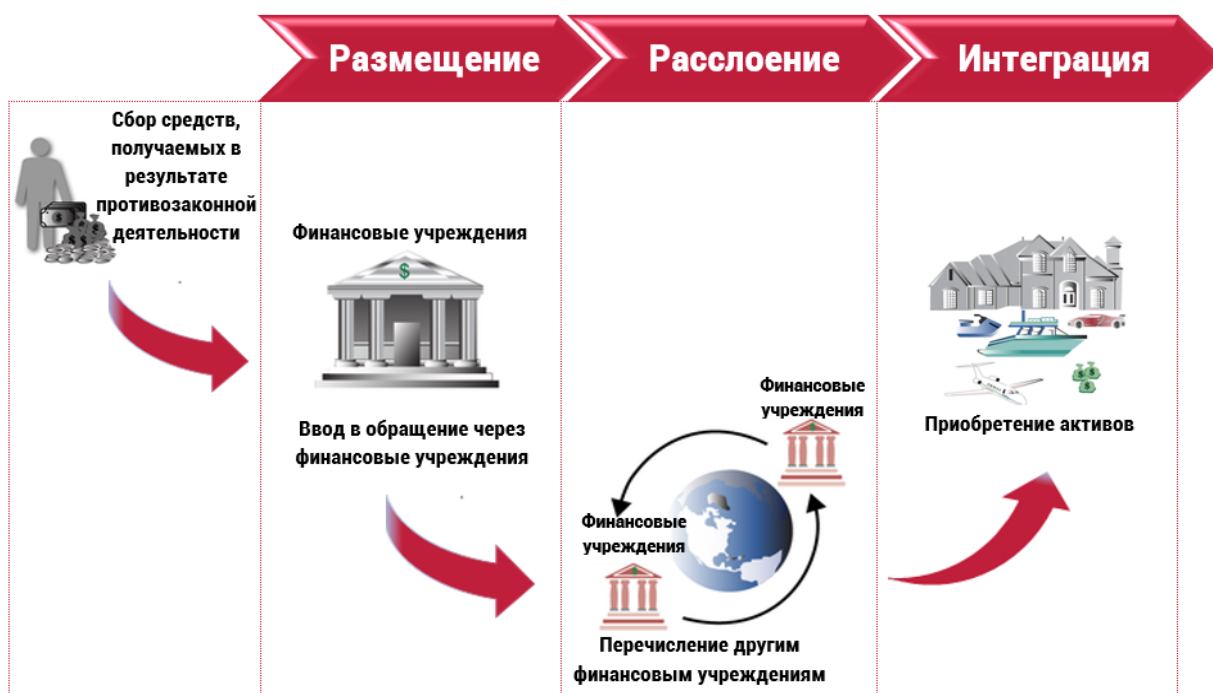 Размещение
Расслоение
Интеграция
Сбор средств,
получаемых в
результате
противозаконной
деятельности
Финансовые учреждения
$
Ввод в обращение через
финансовые учреждения
Финансовые
учреждения
Финансовые
учреждения
Перечисление другим
финансовым учреждениям
Приобретение активов